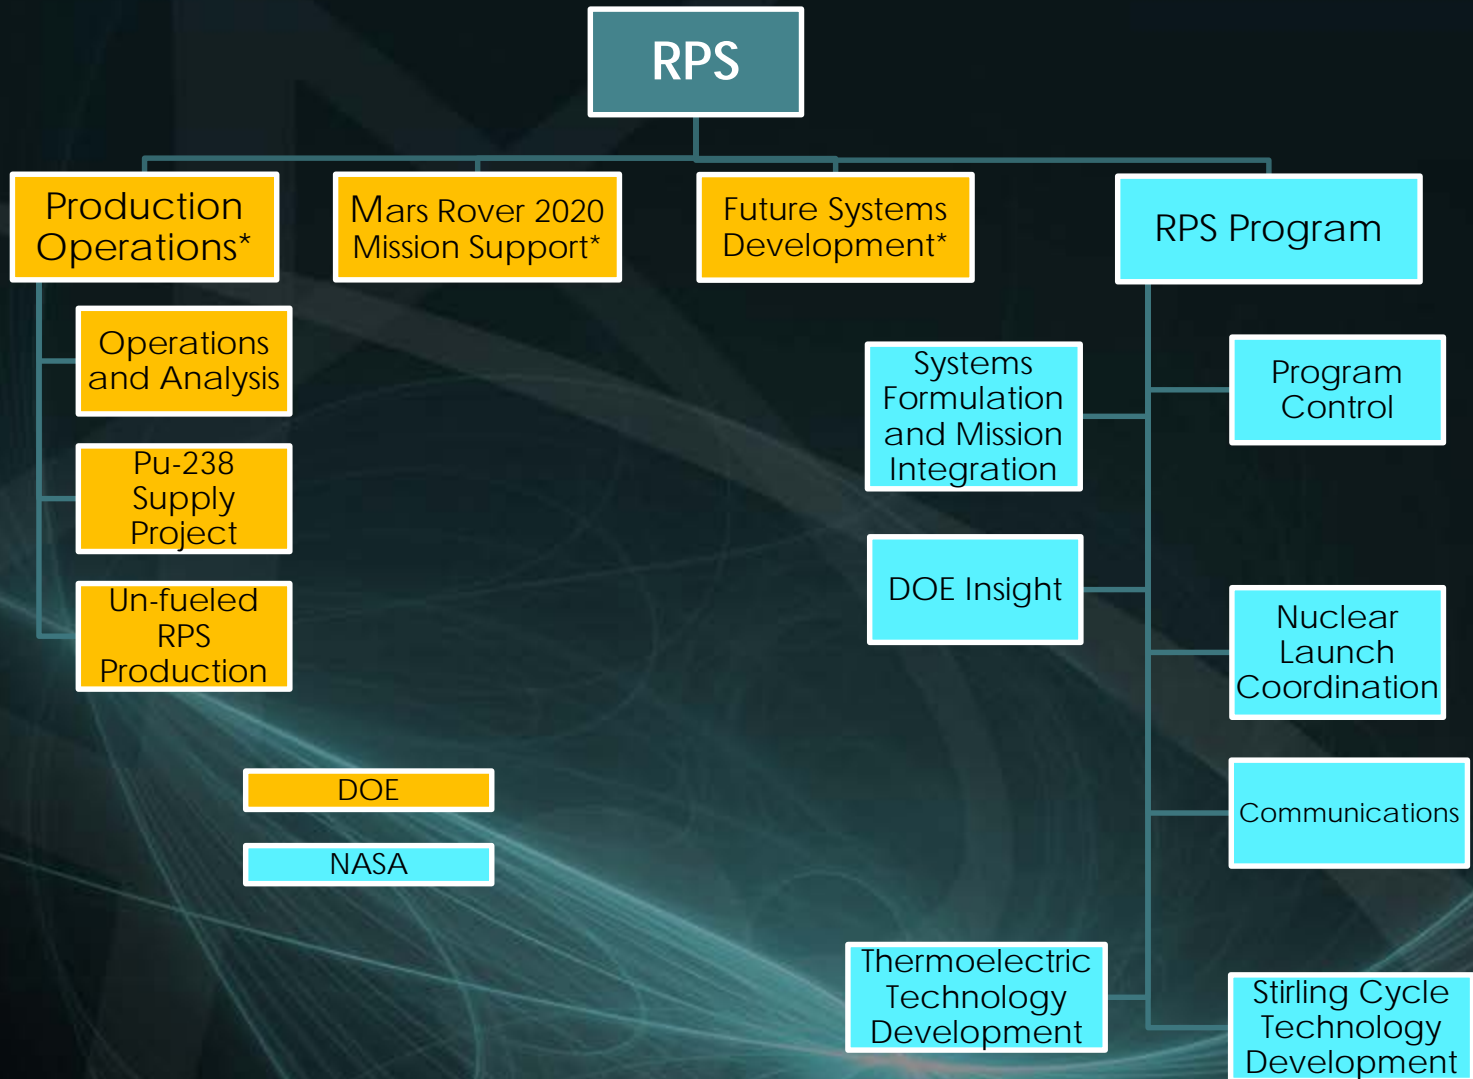 RPS
Production
Operations*
Mars Rover 2020
Mission Support*
Future Systems
Development*
RPS Program
Operations
and Analysis
Pu-238
Supply
Project
Un-fueled
RPS
Production
Systems
Formulation
and Mission
Integration
Program
Control
DOE Insight
Nuclear
Launch
Coordination
Communications
Thermoelectric
Technology
Development
Stirling Cycle
Technology
Development
DOE
NASA